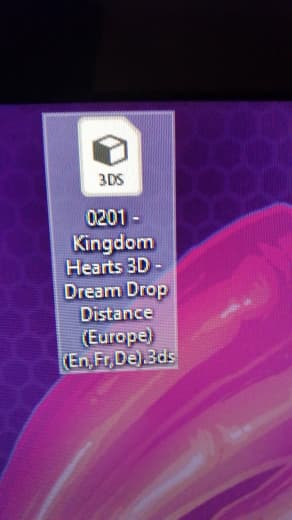 3DS
0201 -
Kingdom
Hearts 3D -
Dream Drop
Distance
(Europe)
(En,Fr,De).3ds